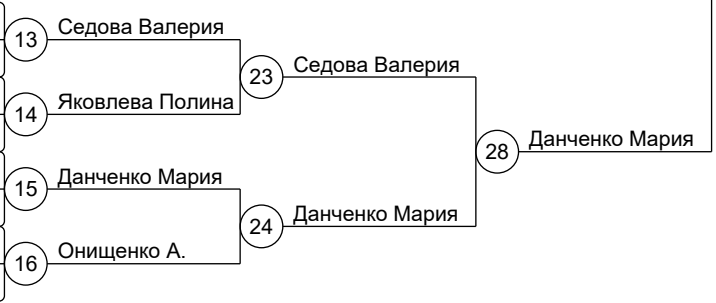 13 Седова Валерия
23 Седова Валерия
14 Яковлева Полина
28 Данченко Мария
15 Данченко Мария
24 Данченко Мария
16 Онищенко А.